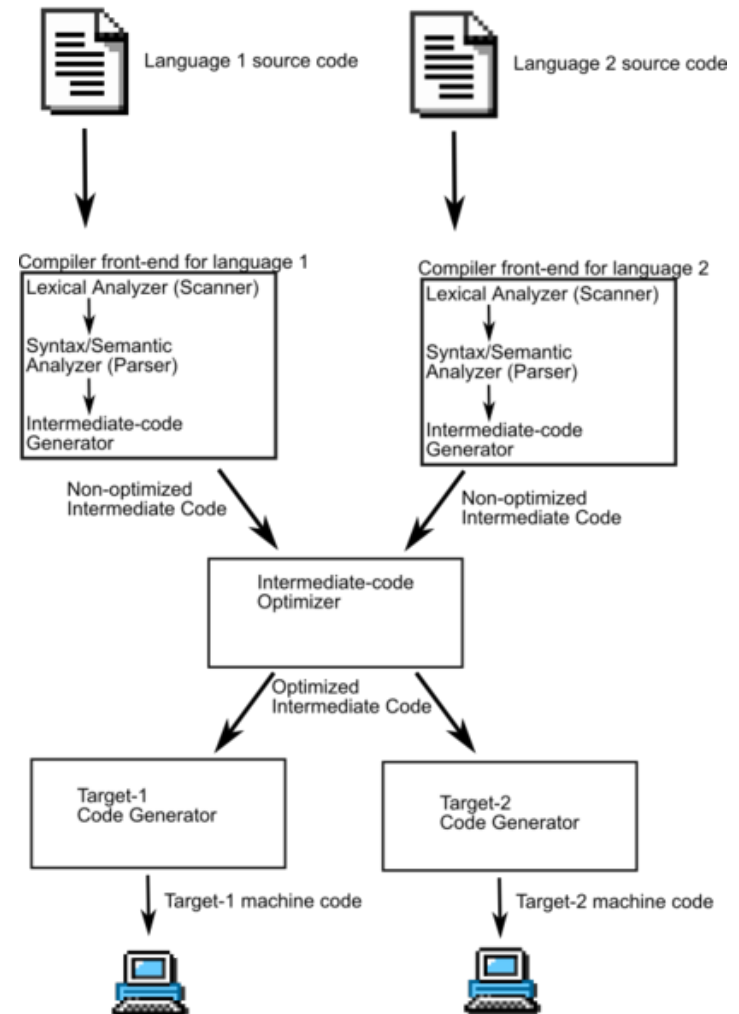 Language 1 source code
Language 2 source code
Compiler front-end for language 1
Lexical Analyzer (Scanner)
Syntax/Semantic
Analyzer (Parser)
Intermediate-code
Generator
Compiler front-end for language 2
Lexical Analyzer (Scanner)
Syntax/Semantic
Analyzer (Parser)
Intermediate-code
Generator
Non-optimized
Intermediate Code
Non-optimized
Intermediate Code
Intermediate-code
Optimizer
Optimized
Intermediate Code
Target-1
Code Generator
Target-2
Code Generator
Target-1 machine code
Target-2 machine code